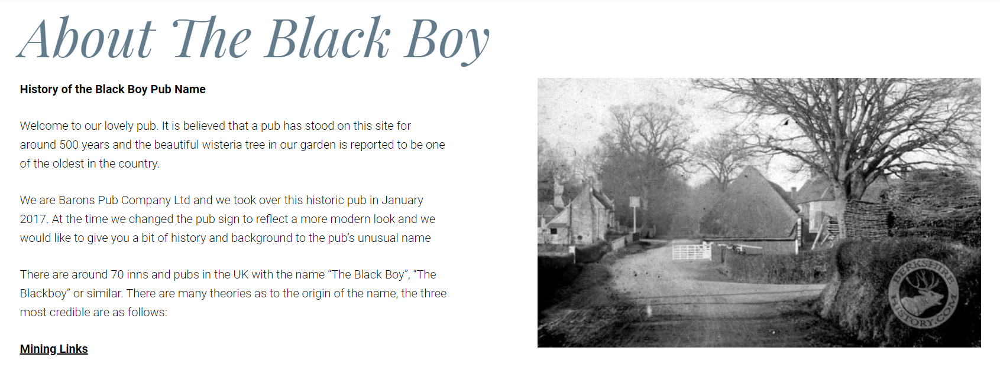 About The Black Boy
History of the Black Boy Pub Name
Welcome to our lovely pub. It is believed that a pub has stood on this site for
around 500 years and the beautiful wisteria tree in our garden is reported to be one
of the oldest in the country.
We are Barons Pub Company Ltd and we took over this historic pub in January
2017. At the time we changed the pub sign to reflect a more modern look and we
would like to give you a bit of history and background to the pub’s unusual name
There are around 70 inns and pubs in the UK with the name “The Black Boy”, “The
Blackboy” or similar. There are many theories as to the origin of the name, the three
most credible are as follows:
Mining Links
BERKSHIRE
HISTORY.COM